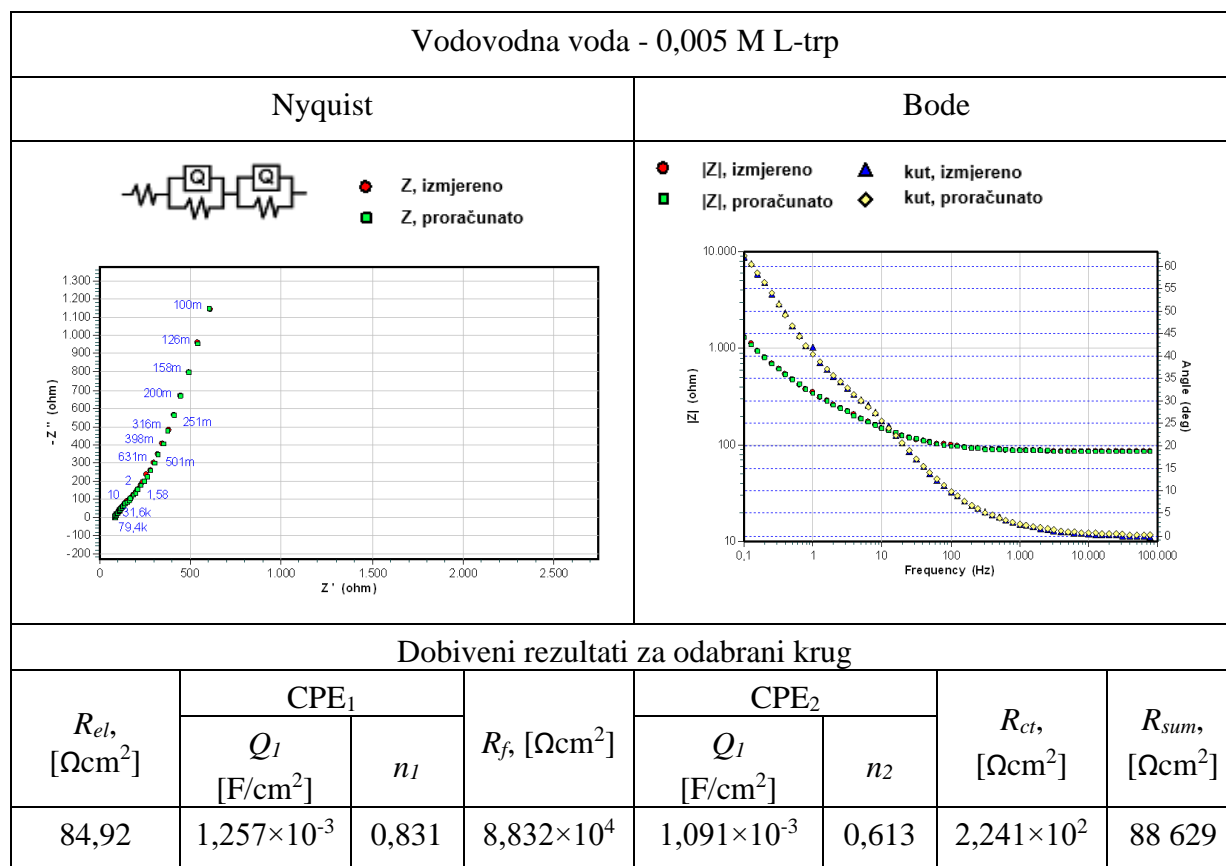 Vodovodna voda - 0,005 M L-trp
Nyquist
Bode
Q
Q
Z, izmjereno
Z, proračunato
1.300
1.200
1.100
1.000
900
800
700
600
500
400
300
200
100
0
-100
-200
-Z'' (ohm)
100m
126m
158m
200m
251m
316m
398m
501m
631m
2
1,58
10
31,6k
79,4k
0
500
1.000
1.500
2.000
2.500
Z' (ohm)
|Z|, izmjereno
kut, izmjereno
|Z|, proračunato
kut, proračunato
10.000
1.000
100
10
|Z| (ohm)
60
55
50
45
40
35
30
25
20
15
10
5
0
Angle (deg)
0,1
1
10
100
1.000
10.000
100.000
Frequency (Hz)
Dobiveni rezultati za odabrani krug
Rel, [Ωcm²]
CPE₁
Q1 [F/cm²]
n1
Rf, [Ωcm²]
CPE₂
Q1 [F/cm²]
n2
Rct, [Ωcm²]
Rsum, [Ωcm²]
84,92
1,257×10⁻³
0,831
8,832×10⁴
1,091×10⁻³
0,613
2,241×10²
88 629